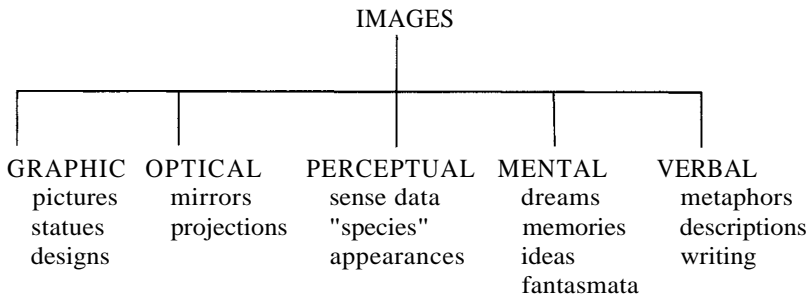 IMAGES
GRAPHIC OPTICAL PERCEPTUAL MENTAL VERBAL
pictures mirrors sense data dreams metaphors
statues projections "species" memories descriptions
designs appearances ideas writing
fantasmata